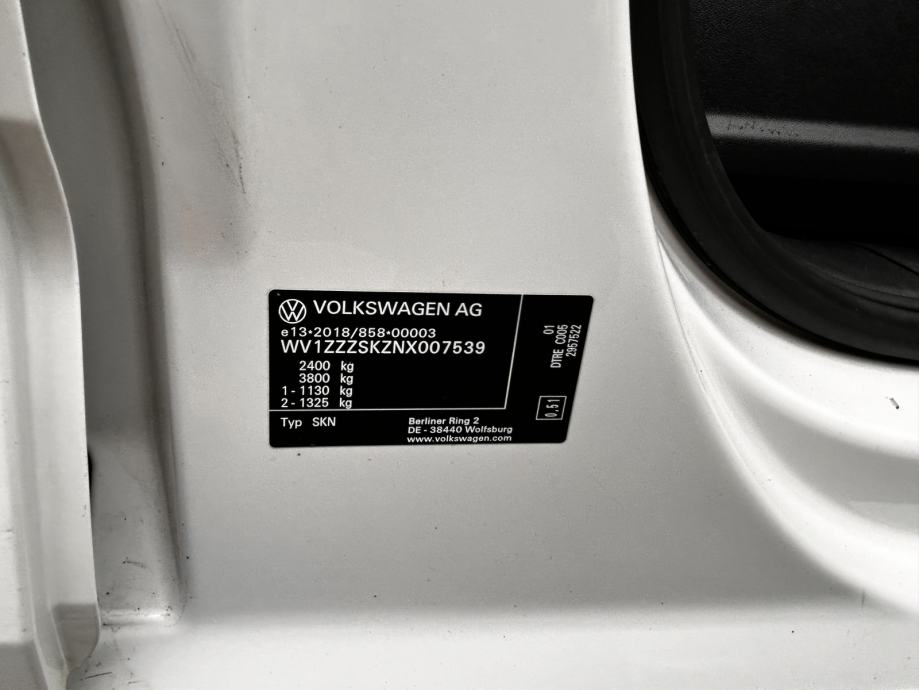 VOLKSWAGEN AG
e13*2018/858*00003
WV1ZZZSKZNX007539
2400 kg
3800 kg
1 - 1130 kg
2 - 1325 kg
Typ SKN
Berliner Ring 2
DE - 38440 Wolfsburg
www.volkswagen.com
01
DTRE C005
2957522
0,51